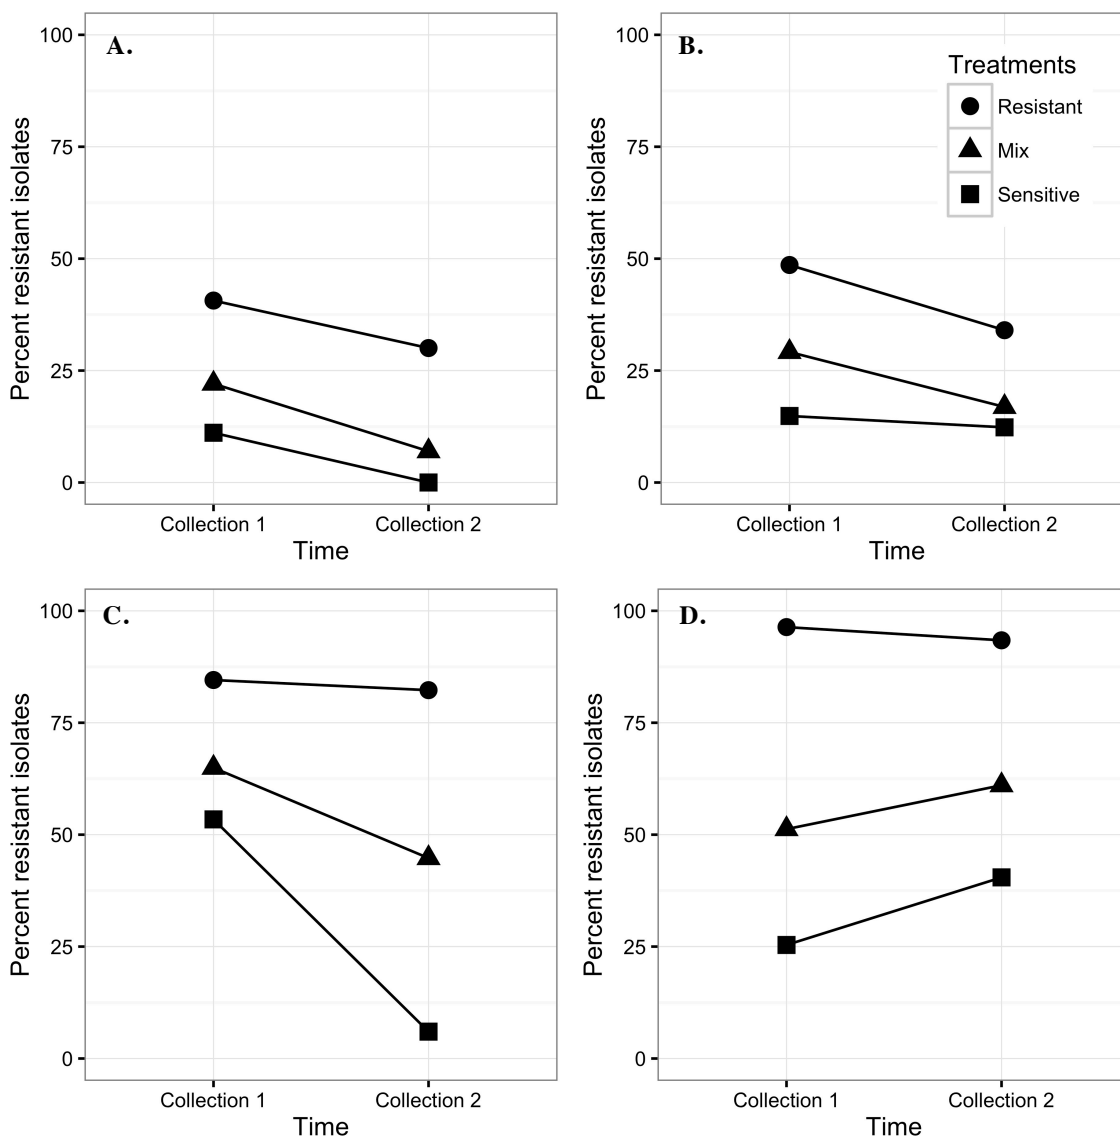 A.
Percent resistant isolates
100
75
50
25
0
Collection 1
Collection 2
Time
B.
Percent resistant isolates
100
75
50
25
0
Treatments
Resistant
Mix
Sensitive
Collection 1
Collection 2
Time
C.
Percent resistant isolates
100
75
50
25
0
Collection 1
Collection 2
Time
D.
Percent resistant isolates
100
75
50
25
0
Collection 1
Collection 2
Time